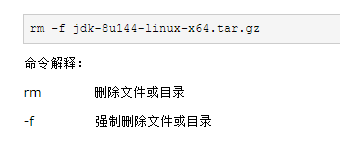 rm -f jdk-8u144-linux-x64.tar.gz
命令解释：
rm 删除文件或目录
-f 强制删除文件或目录